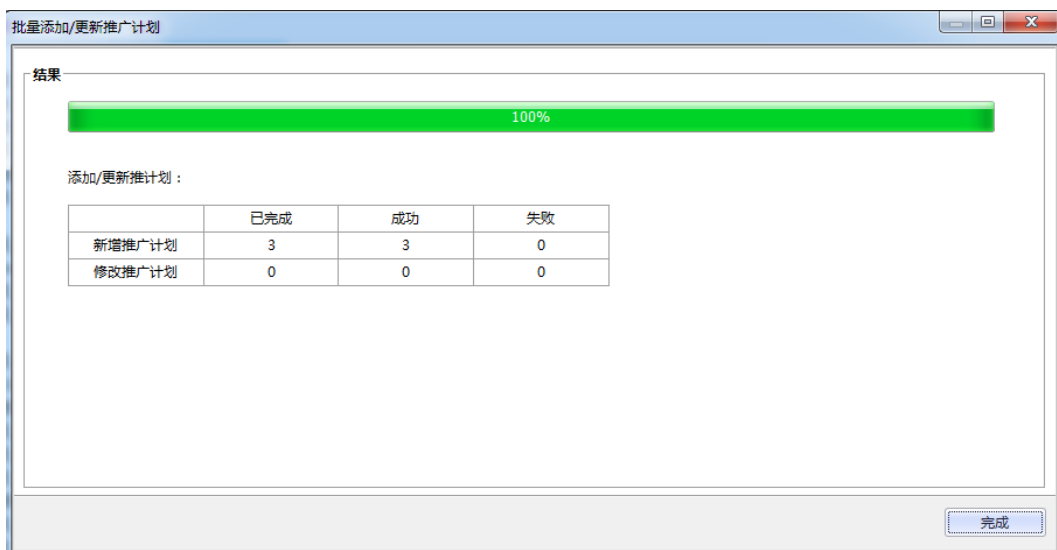 批量添加/更新推广计划
结果
100%
添加/更新推计划：
已完成 成功 失败
新增推广计划 3 3 0
修改推广计划 0 0 0
完成